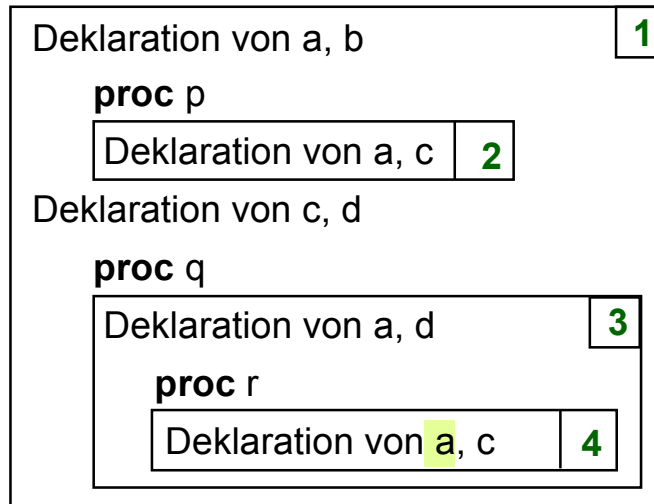 Deklaration von a, b 1
proc p
Deklaration von a, c 2
Deklaration von c, d
proc q
Deklaration von a, d 3
proc r
Deklaration von a, c 4